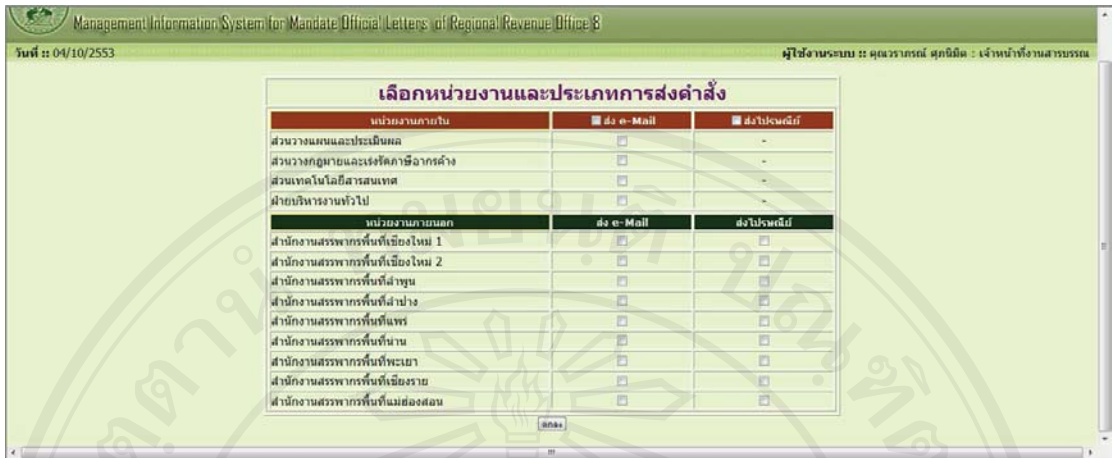 Management Information System for Mandate Official Letters of Regional Revenue Office 8
วันที่ :: 04/10/2553 ผู้ใช้งานระบบ :: คุณวราภรณ์ ศุภนิมิต : เจ้าหน้าที่งานสารบรรณ
เลือกหน่วยงานและประเภทการส่งคำสั่ง
หน่วยงานภายใน ส่ง e-Mail ส่งไปรษณีย์
ส่วนวางแผนและประเมินผล -
ส่วนวางกฎหมายและเร่งรัดภาษีอากรค้าง -
ส่วนเทคโนโลยีสารสนเทศ -
ฝ่ายบริหารงานทั่วไป -
หน่วยงานภายนอก ส่ง e-Mail ส่งไปรษณีย์
สำนักงานสรรพากรพื้นที่เชียงใหม่ 1
สำนักงานสรรพากรพื้นที่เชียงใหม่ 2
สำนักงานสรรพากรพื้นที่ลำพูน
สำนักงานสรรพากรพื้นที่ลำปาง
สำนักงานสรรพากรพื้นที่แพร่
สำนักงานสรรพากรพื้นที่น่าน
สำนักงานสรรพากรพื้นที่พะเยา
สำนักงานสรรพากรพื้นที่เชียงราย
สำนักงานสรรพากรพื้นที่แม่ฮ่องสอน
ตกลง